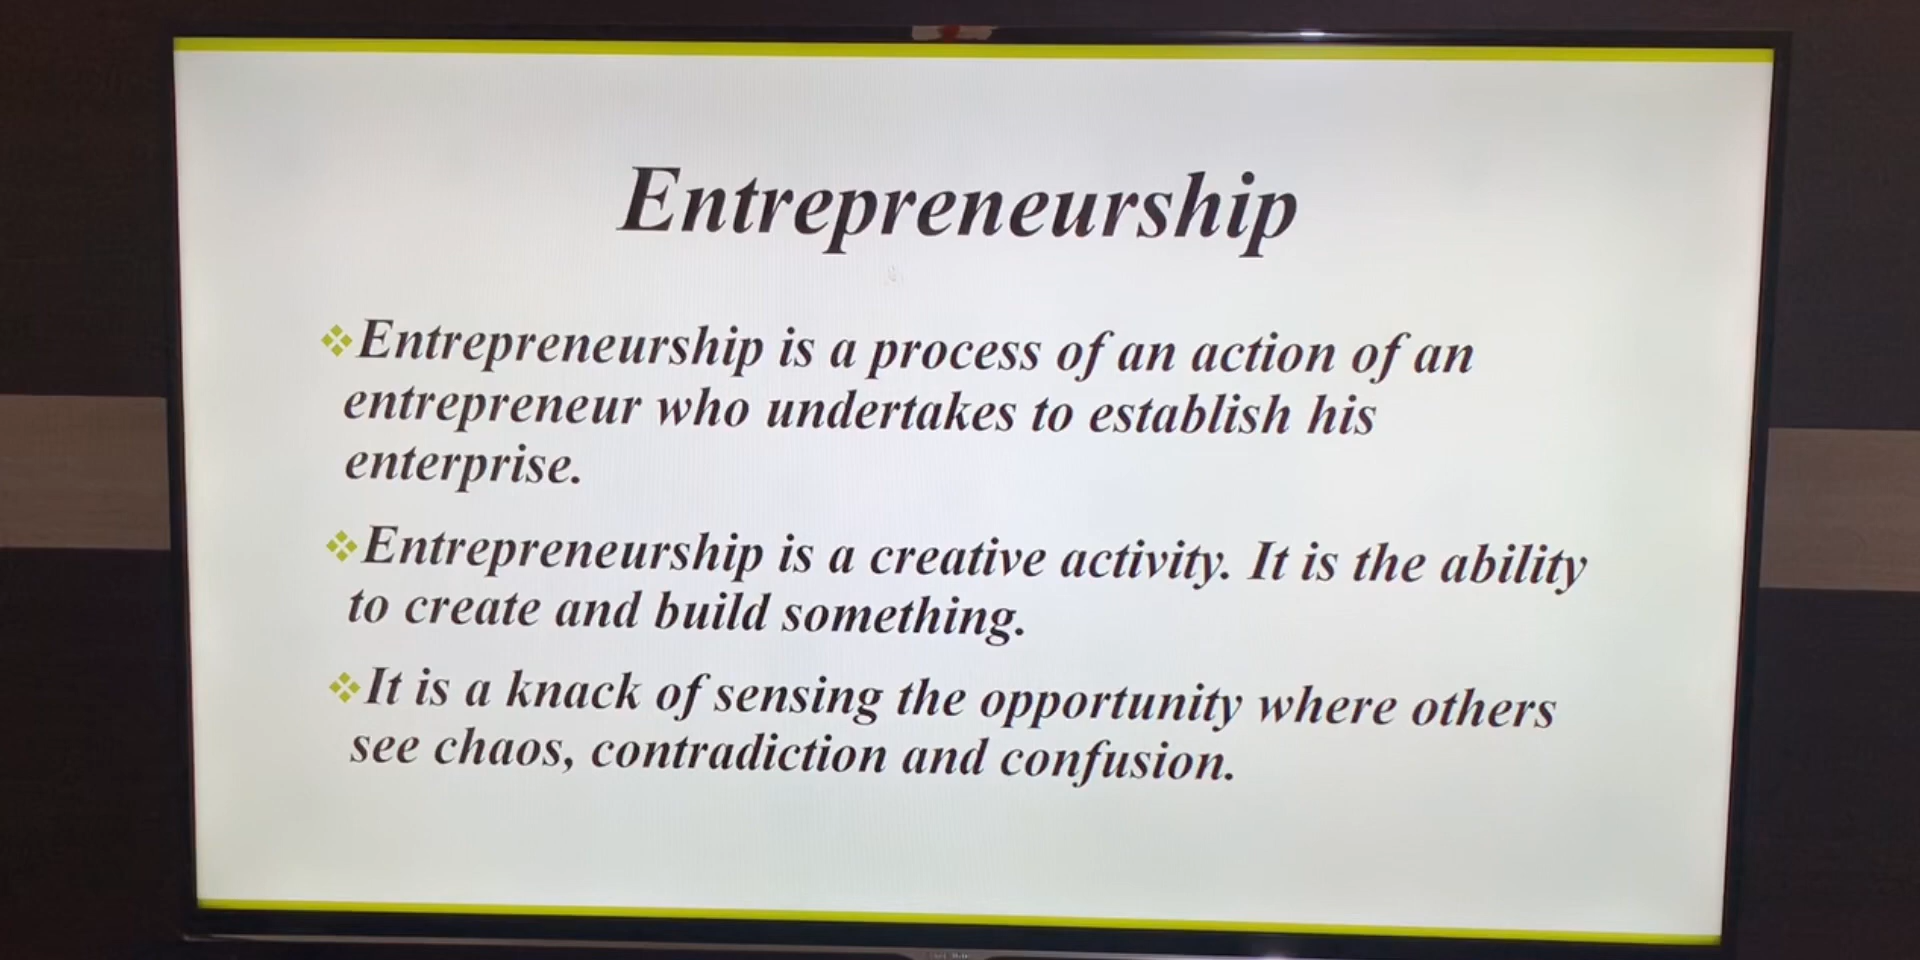 Entrepreneurship
❖Entrepreneurship is a process of an action of an
entrepreneur who undertakes to establish his
enterprise.
❖Entrepreneurship is a creative activity. It is the ability
to create and build something.
❖It is a knack of sensing the opportunity where others
see chaos, contradiction and confusion.